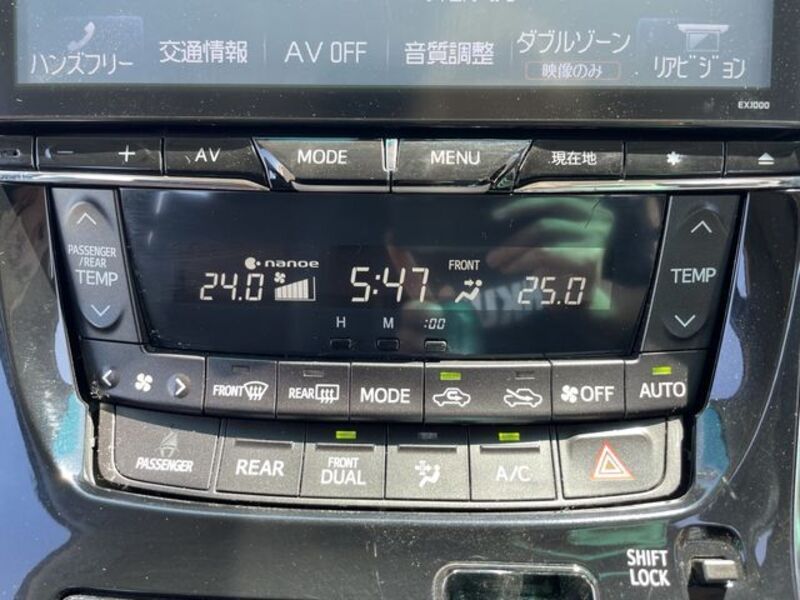 ハンズフリー 交通情報 AV OFF 音質調整 ダブルゾーン 映像のみ リアビジョン
EXJ000
− + AV MODE MENU 現在地
PASSENGER
/REAR
TEMP
nanoe
24.0 5:47 FRONT 25.0
H M :00
TEMP
FRONT REAR MODE OFF AUTO
PASSENGER REAR FRONT DUAL A/C
SHIFT
LOCK